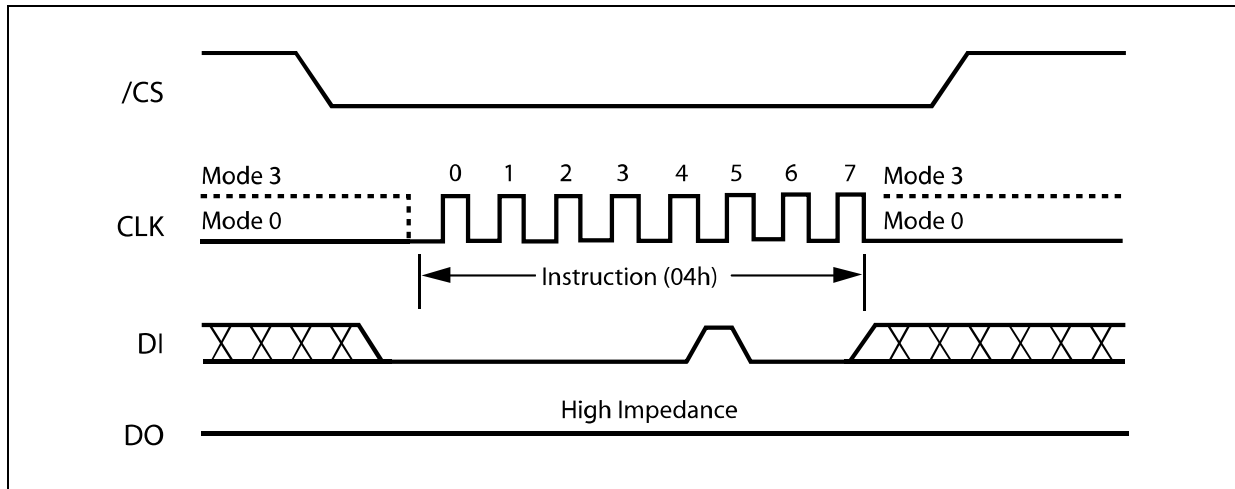 /CS
Mode 3
0 1 2 3 4 5 6 7
Mode 3
CLK
Mode 0
Mode 0
Instruction (04h)
DI
High Impedance
DO